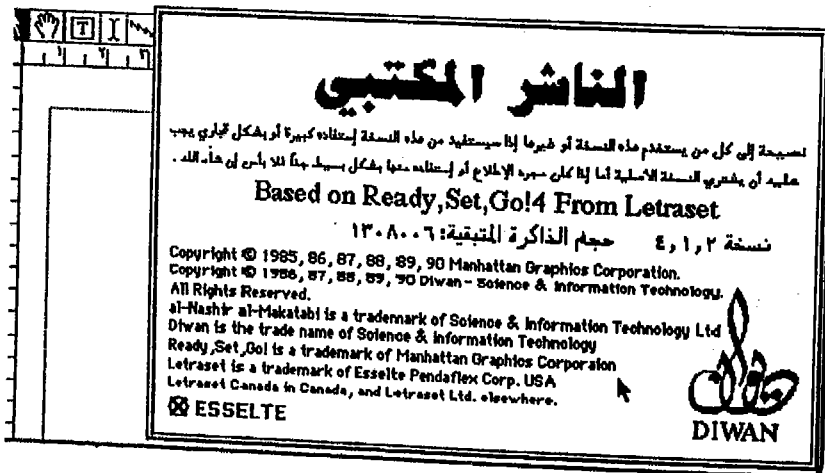 الناشر المكتبي
نصيحة إلى كل من يستخدم هذه النسخة أو غيرها إذا سيستفيد من هذه النسخة إستفاده كبيرة أو بشكل تجاري يجب
عليه أن يشتري النسخة الأصلية أما إذا كان مجرد الإطلاع أو إستفاده منها بشكل بسيط جداً فلا بأس إن شاء الله .
Based on Ready,Set,Go!4 From Letraset
نسخة ٤,١,٢ حجم الذاكرة المتبقية: ١٣٠٨٠٠٦
Copyright © 1985, 86, 87, 88, 89, 90 Manhattan Graphics Corporation.
Copyright © 1986, 87, 88, 89, 90 Diwan - Science & Information Technology.
All Rights Reserved.
al-Nashir al-Makatabi is a trademark of Science & Information Technology Ltd
Diwan is the trade name of Science & Information Technology
Ready,Set,Go! is a trademark of Manhattan Graphics Corporaion
Letraset is a trademark of Esselte Pendaflex Corp. USA
Letraset Canada in Canada, and Letraset Ltd. elsewhere.
ESSELTE
DIWAN